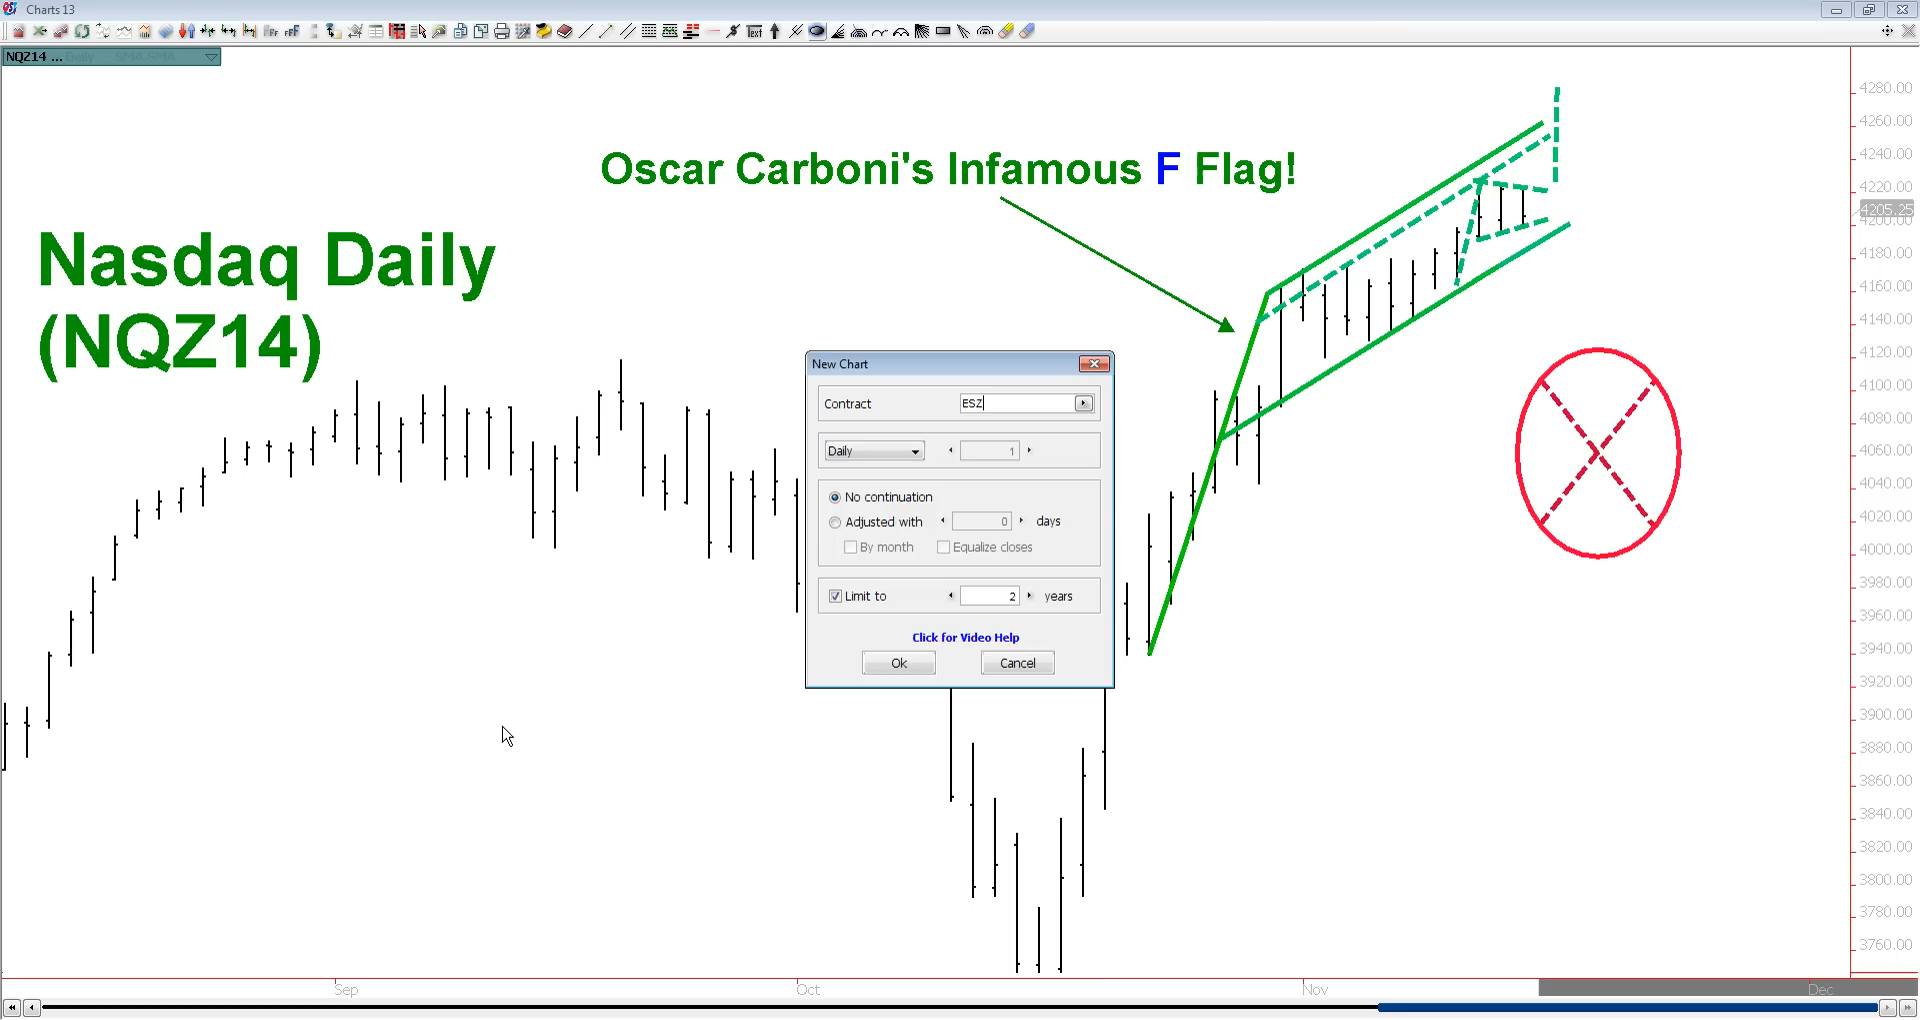 Charts 13
NQZ14 ... Daily SMA SMA
Text
Oscar Carboni's Infamous F Flag!
Nasdaq Daily
(NQZ14)
New Chart
Contract
ESZ
Daily
1
No continuation
Adjusted with
0
days
By month
Equalize closes
Limit to
2
years
Click for Video Help
Ok
Cancel
4280.00
4260.00
4240.00
4220.00
4205.25
4200.00
4180.00
4160.00
4140.00
4120.00
4100.00
4080.00
4060.00
4040.00
4020.00
4000.00
3980.00
3960.00
3940.00
3920.00
3900.00
3880.00
3860.00
3840.00
3820.00
3800.00
3780.00
3760.00
Sep
Oct
Nov
Dec